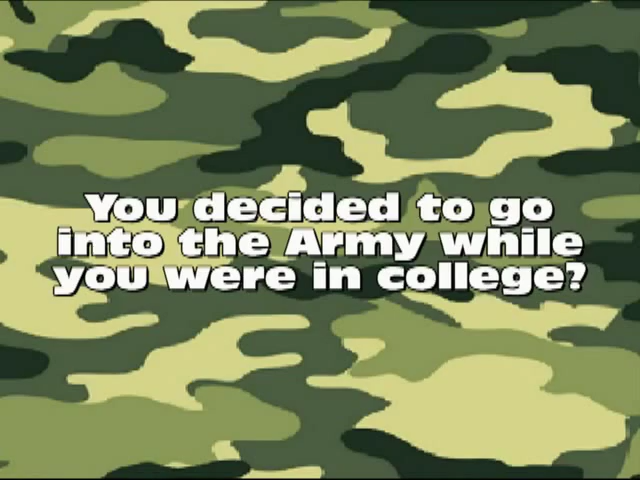 You decided to go
into the Army while
you were in college?